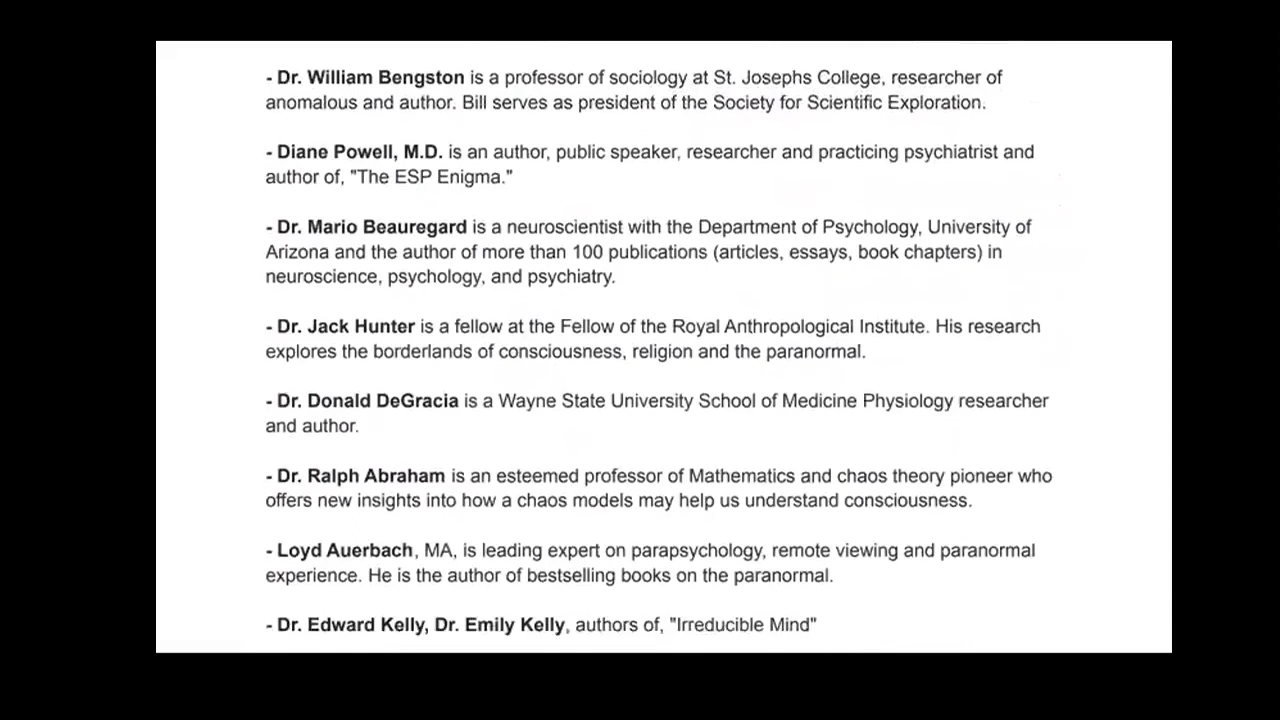 - Dr. William Bengston is a professor of sociology at St. Josephs College, researcher of
anomalous and author. Bill serves as president of the Society for Scientific Exploration.
- Diane Powell, M.D. is an author, public speaker, researcher and practicing psychiatrist and
author of, "The ESP Enigma."
- Dr. Mario Beauregard is a neuroscientist with the Department of Psychology, University of
Arizona and the author of more than 100 publications (articles, essays, book chapters) in
neuroscience, psychology, and psychiatry.
- Dr. Jack Hunter is a fellow at the Fellow of the Royal Anthropological Institute. His research
explores the borderlands of consciousness, religion and the paranormal.
- Dr. Donald DeGracia is a Wayne State University School of Medicine Physiology researcher
and author.
- Dr. Ralph Abraham is an esteemed professor of Mathematics and chaos theory pioneer who
offers new insights into how a chaos models may help us understand consciousness.
- Loyd Auerbach, MA, is leading expert on parapsychology, remote viewing and paranormal
experience. He is the author of bestselling books on the paranormal.
- Dr. Edward Kelly, Dr. Emily Kelly, authors of, "Irreducible Mind"